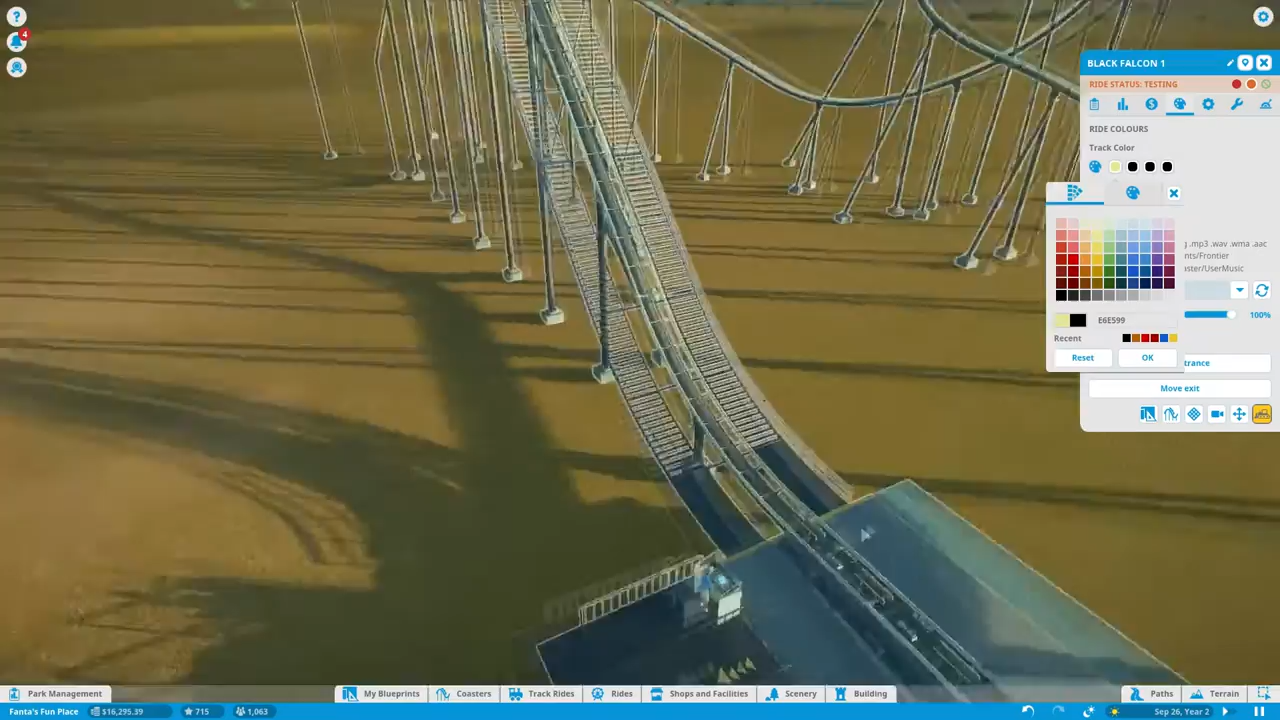 ?
4
BLACK FALCON 1
RIDE STATUS: TESTING
RIDE COLOURS
Track Color
.mp3 .wav .wma .aac
nts/Frontier
aster/UserMusic
E6E599
100%
Recent
Reset
OK
trance
Move exit
Park Management
My Blueprints
Coasters
Track Rides
Rides
Shops and Facilities
Scenery
Building
Paths
Terrain
Fanta's Fun Place
$16,295.39
715
1,063
Sep 26, Year 2